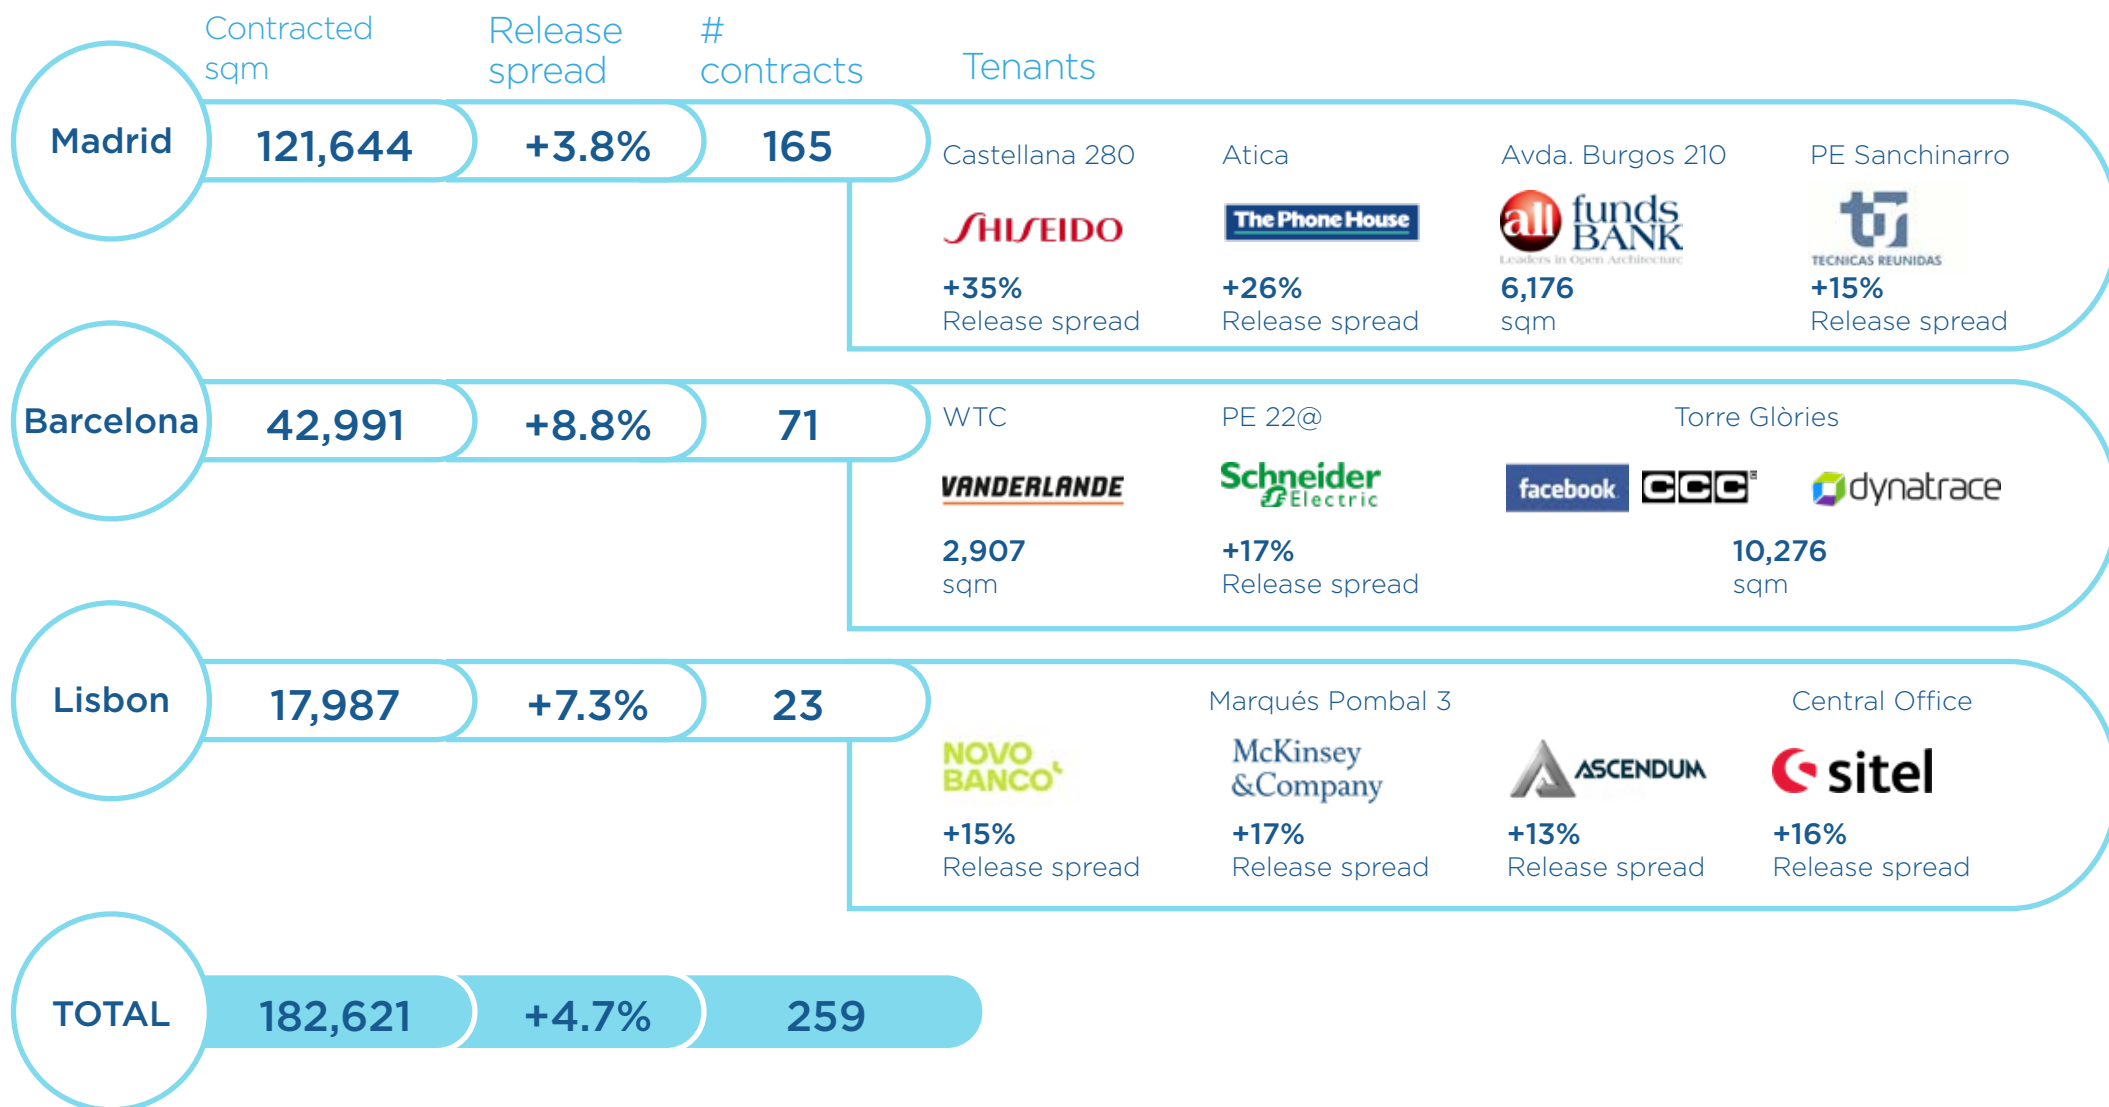 Contracted
sqm
Release
spread
#
contracts
Tenants
Madrid
121,644
+3.8%
165
Castellana 280
Atica
Avda. Burgos 210
PE Sanchinarro
SHISEIDO
The Phone House
all funds
BANK
Leaders in Open Architecture
tr
TECNICAS REUNIDAS
+35%
Release spread
+26%
Release spread
6,176
sqm
+15%
Release spread
Barcelona
42,991
+8.8%
71
WTC
PE 22@
Torre Glòries
VANDERLANDE
Schneider
Electric
facebook
CCC
dynatrace
2,907
sqm
+17%
Release spread
10,276
sqm
Lisbon
17,987
+7.3%
23
Marqués Pombal 3
Central Office
NOVO
BANCO
McKinsey
&Company
ASCENDUM
sitel
+15%
Release spread
+17%
Release spread
+13%
Release spread
+16%
Release spread
TOTAL
182,621
+4.7%
259